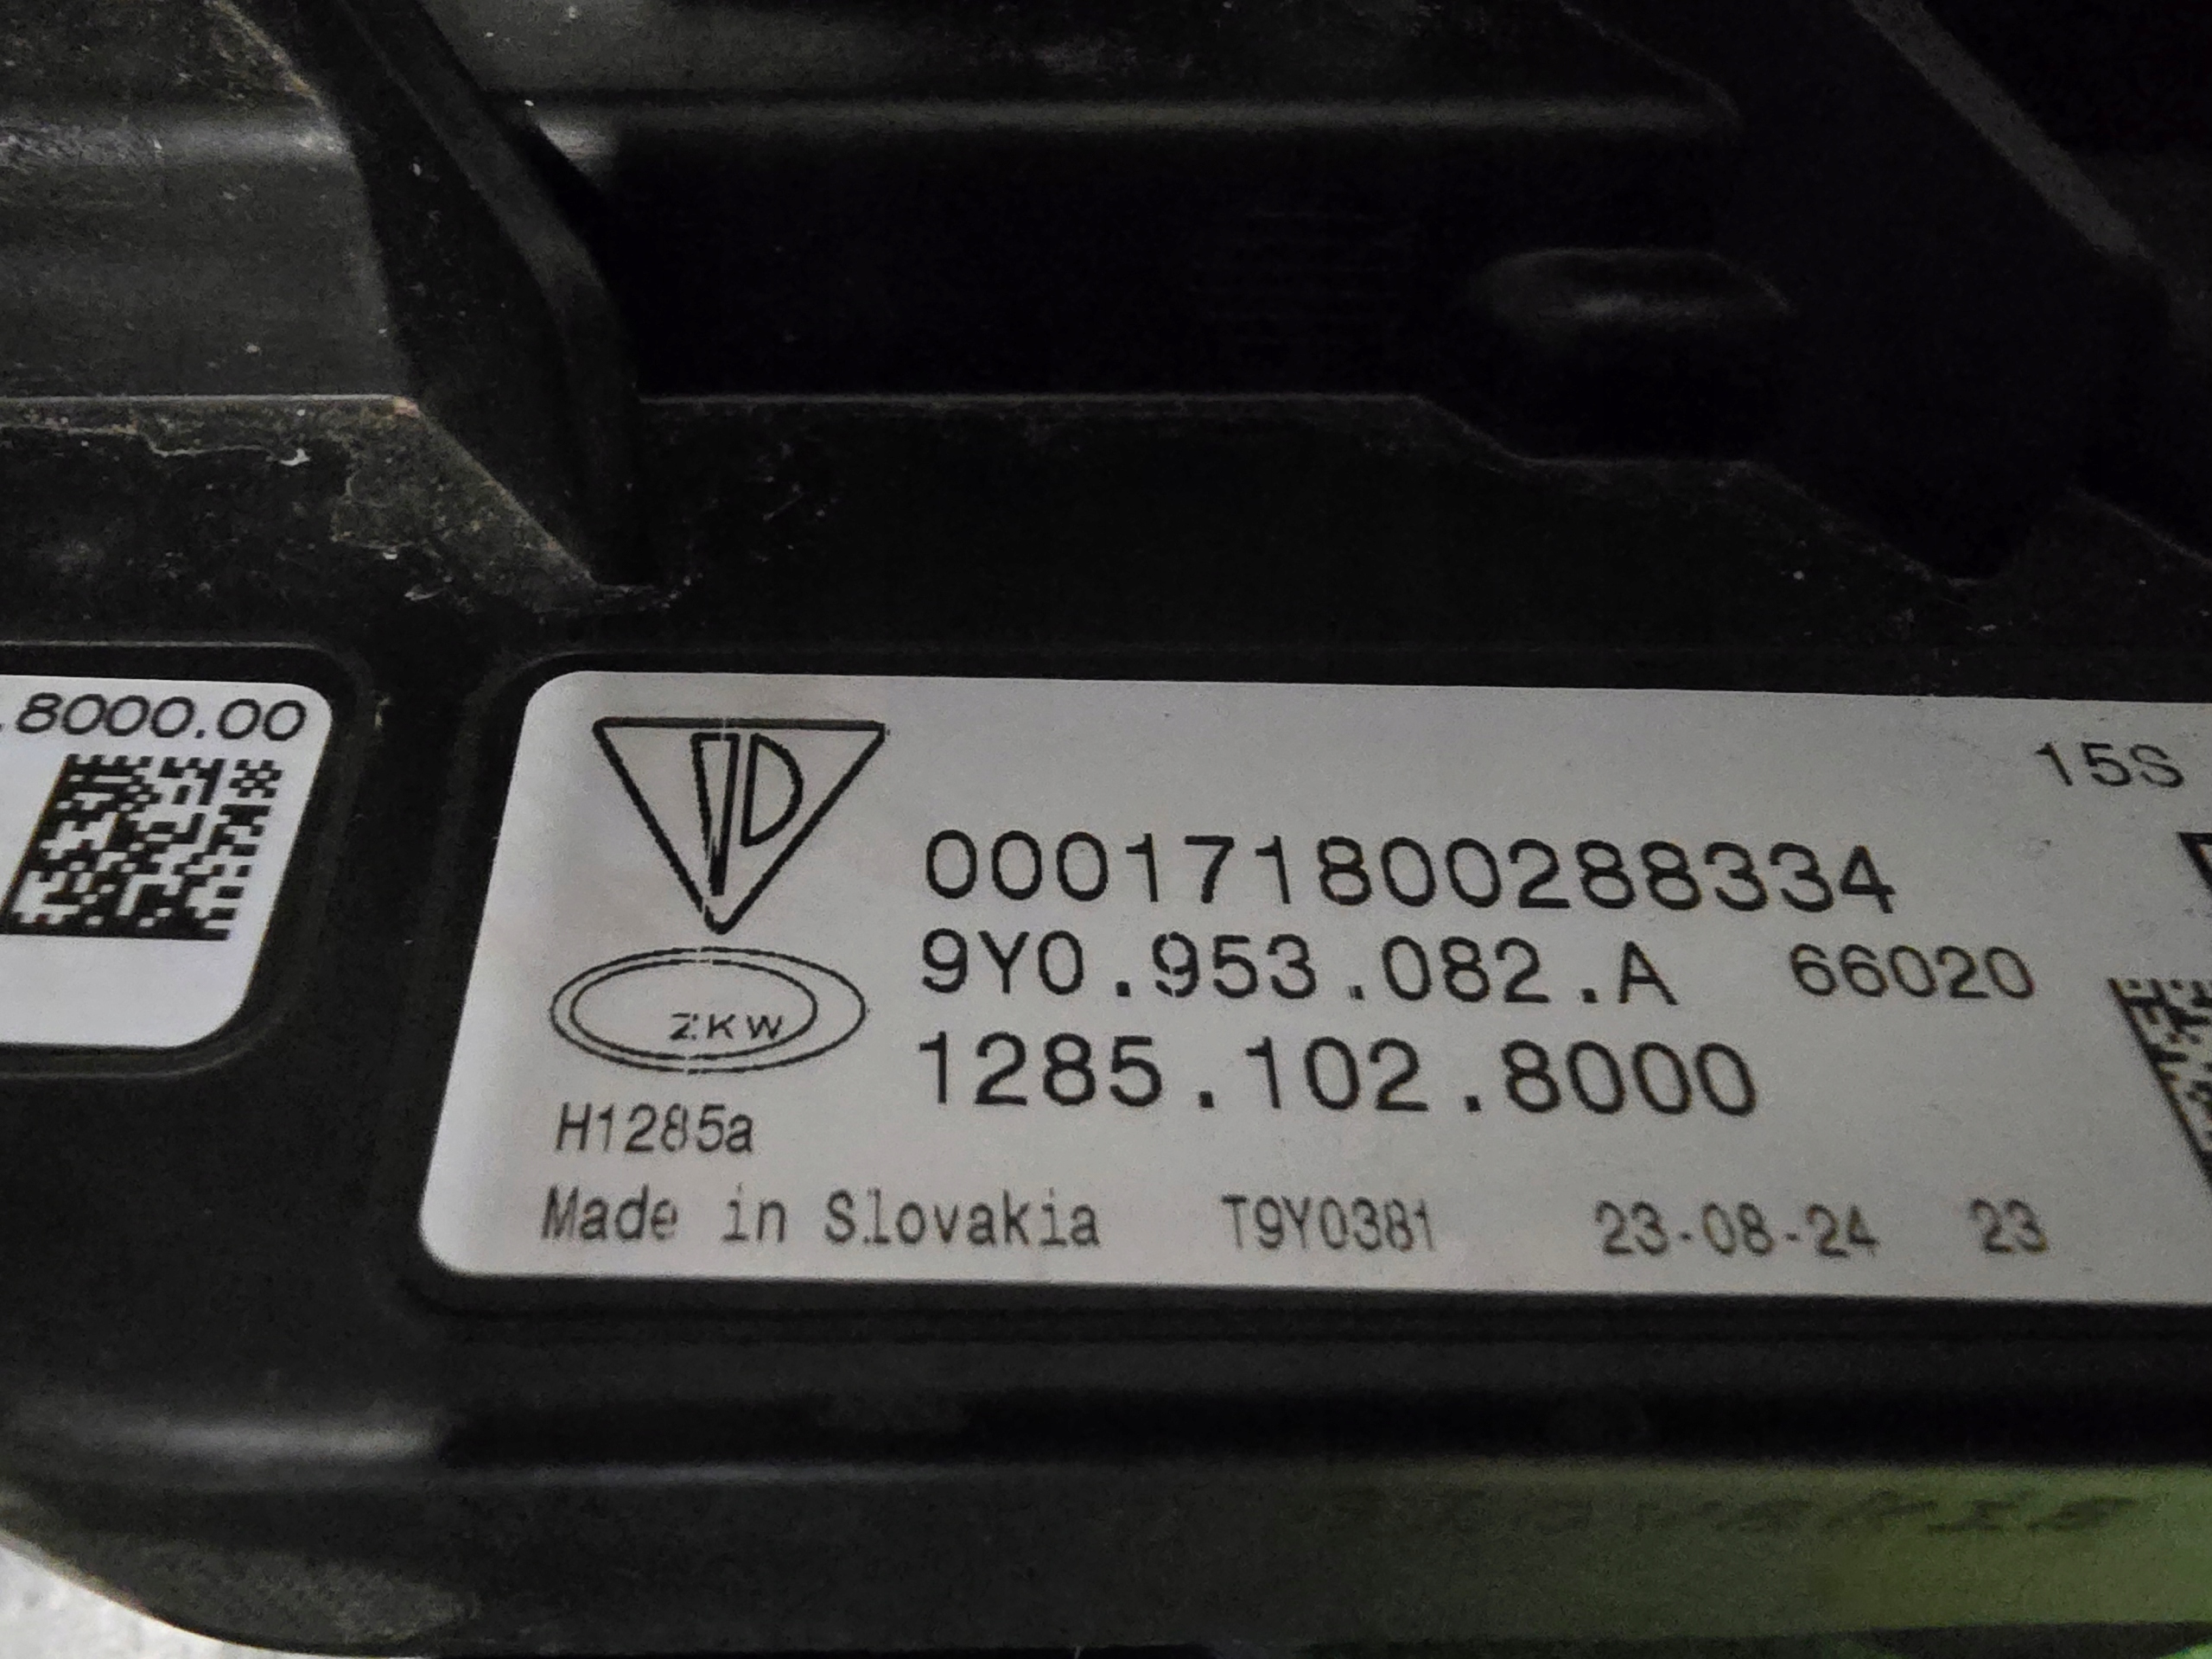 .8000.00
15S
000171800288334
9Y0.953.082.A 66020
ZKW
1285.102.8000
H1285a
Made in Slovakia T9Y0381 23-08-24 23